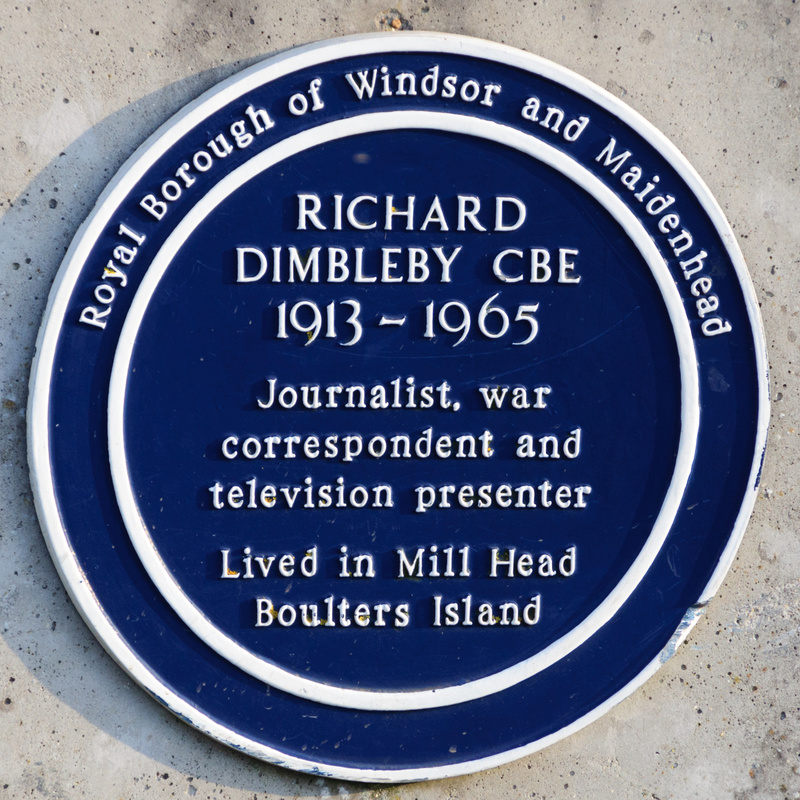 Royal Borough of Windsor and Maidenhead
RICHARD
DIMBLEBY CBE
1913 - 1965
Journalist, war
correspondent and
television presenter
Lived in Mill Head
Boulters Island